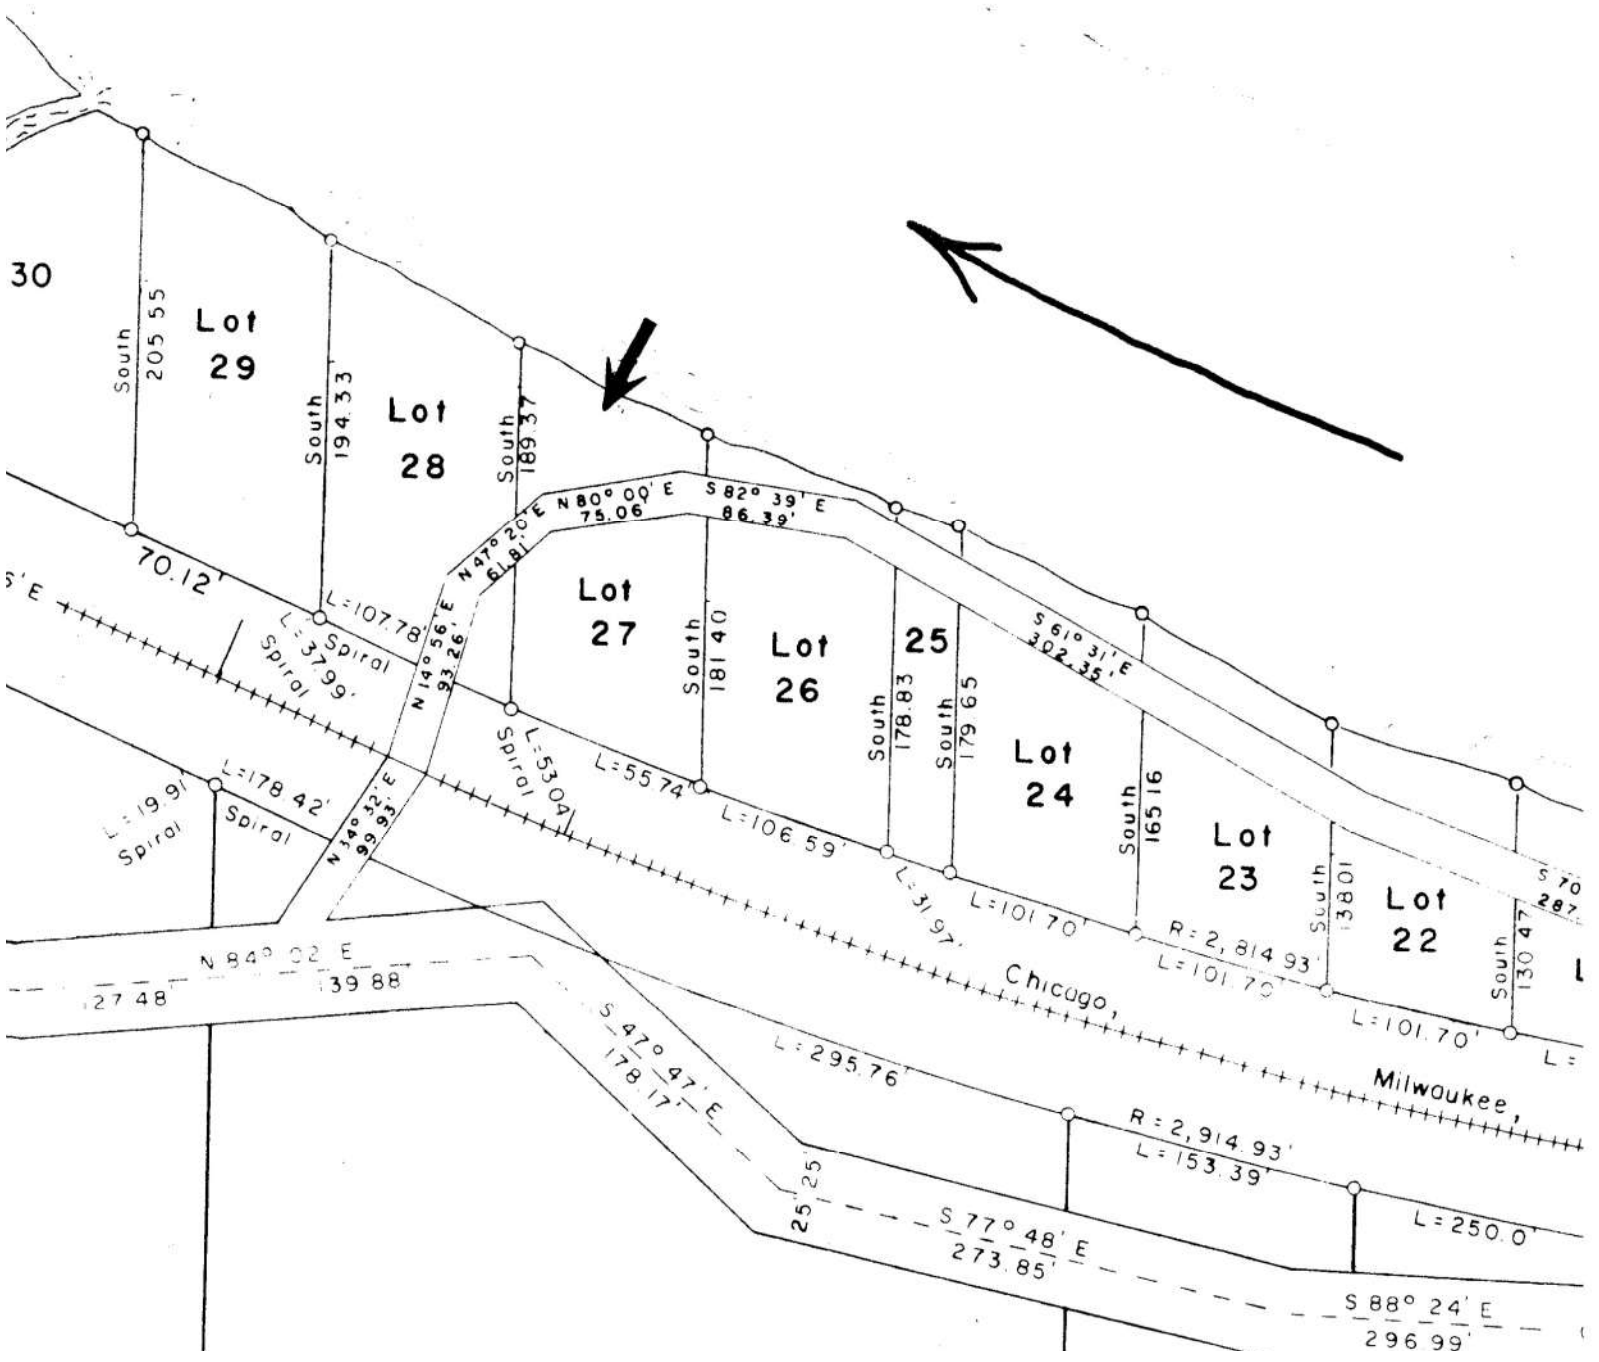 30
South
205 55'
Lot
29
South
194.33'
Lot
28
South
189.37
70.12'
L=107.78'
Spiral
L=37.99'
Spiral
6' E
N 14° 56' E
93.26'
N 47° 20' E
61.81'
N 80° 00' E
75.06'
S 82° 39' E
86.39'
Lot
27
South
181 40'
Lot
26
South
178.83
25
South
179 65
S 61° 31' E
302.35'
Lot
24
South
165 16
Lot
23
South
138 01
Lot
22
South
130 47
S 70
287.
L
L=53.04'
Spiral
L=55.74'
L=106 59'
L=31.97'
L=101.70'
R=2,814.93'
L=101.70'
L=101.70'
L=
L=19.91'
Spiral
L=178.42'
Spiral
N 34° 32' E
99.93'
Chicago,
Milwaukee,
N 84° 02' E
127.48'
139.88
S 47° 47' E
178.17'
L=295.76'
R=2,914.93'
L=153.39'
L=250.0'
25 25
S 77° 48' E
273.85'
S 88° 24' E
296.99'